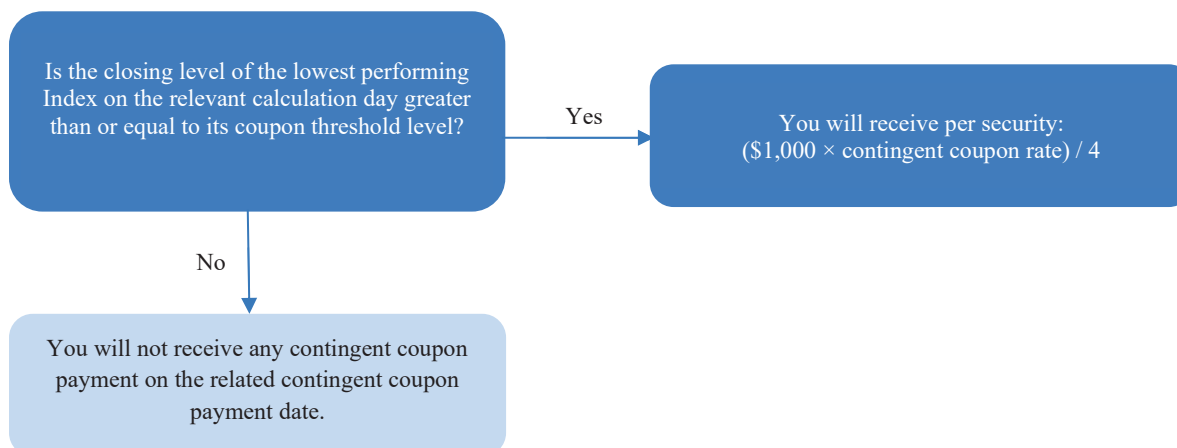 Is the closing level of the lowest performing
Index on the relevant calculation day greater
than or equal to its coupon threshold level?
Yes
You will receive per security:
($1,000 × contingent coupon rate) / 4
No
You will not receive any contingent coupon
payment on the related contingent coupon
payment date.